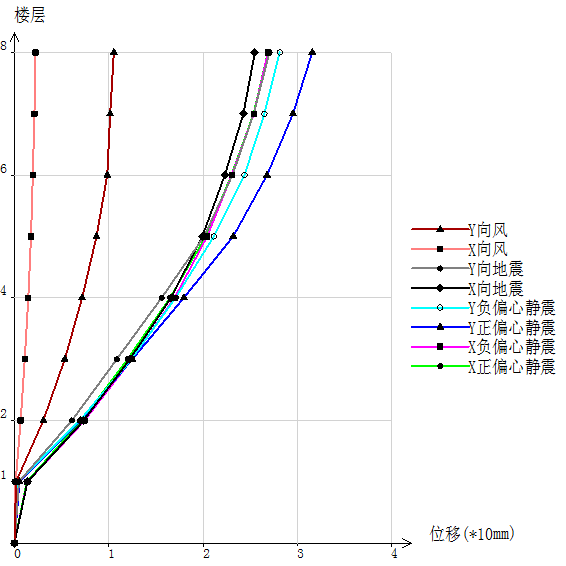 楼层
8
6
4
2
1
Y向风
X向风
Y向地震
X向地震
Y负偏心静震
Y正偏心静震
X负偏心静震
X正偏心静震
位移(*10mm)
0 1 2 3 4